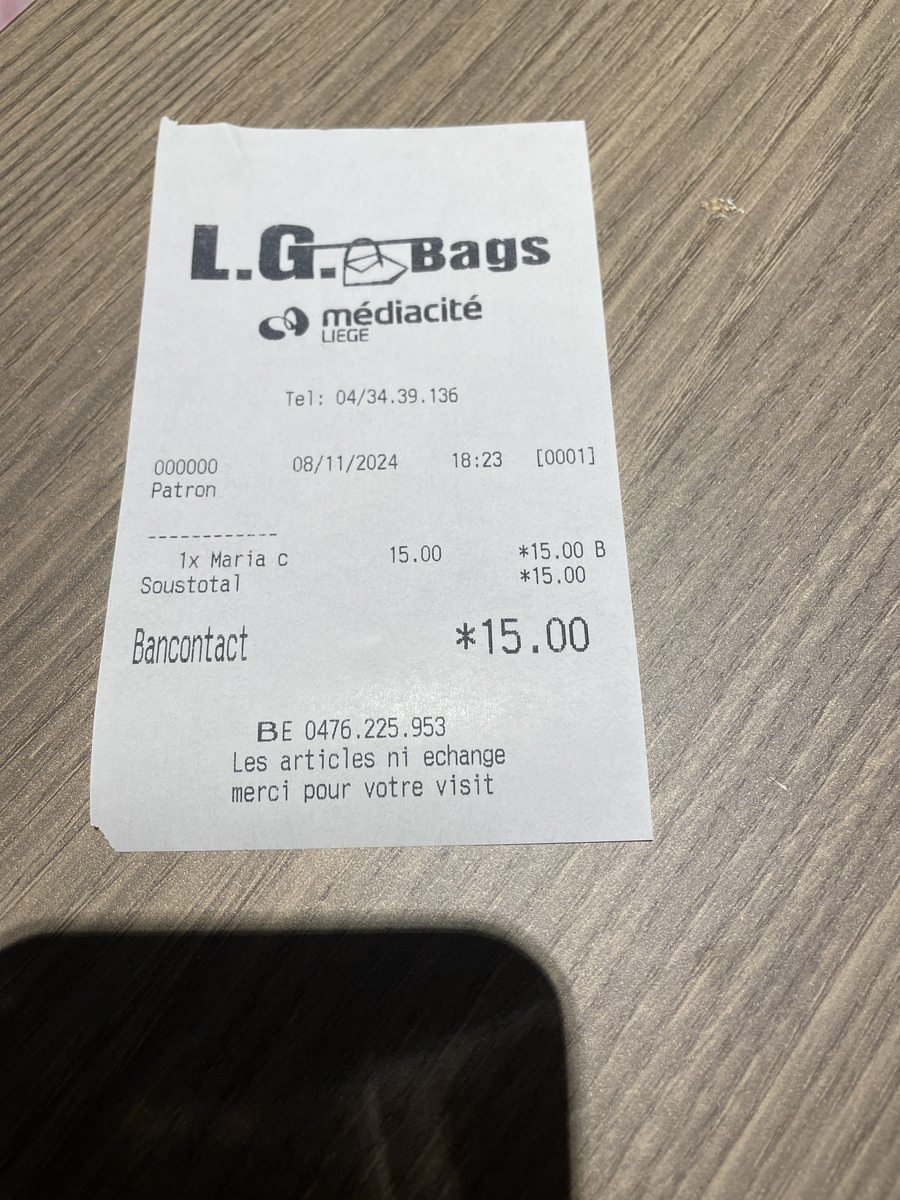 L.G. Bags
médiacité
LIEGE
Tel: 04/34.39.136
000000 08/11/2024 18:23 [0001]
Patron
------------
1x Maria c 15.00 *15.00 B
Soustotal *15.00
Bancontact *15.00
BE 0476.225.953
Les articles ni echange
merci pour votre visit